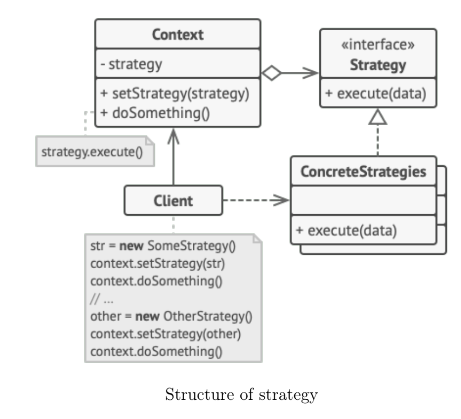 Context
- strategy
+ setStrategy(strategy)
+ doSomething()
«interface»
Strategy
+ execute(data)
strategy.execute()
ConcreteStrategies
+ execute(data)
Client
str = new SomeStrategy()
context.setStrategy(str)
context.doSomething()
// ...
other = new OtherStrategy()
context.setStrategy(other)
context.doSomething()
Structure of strategy